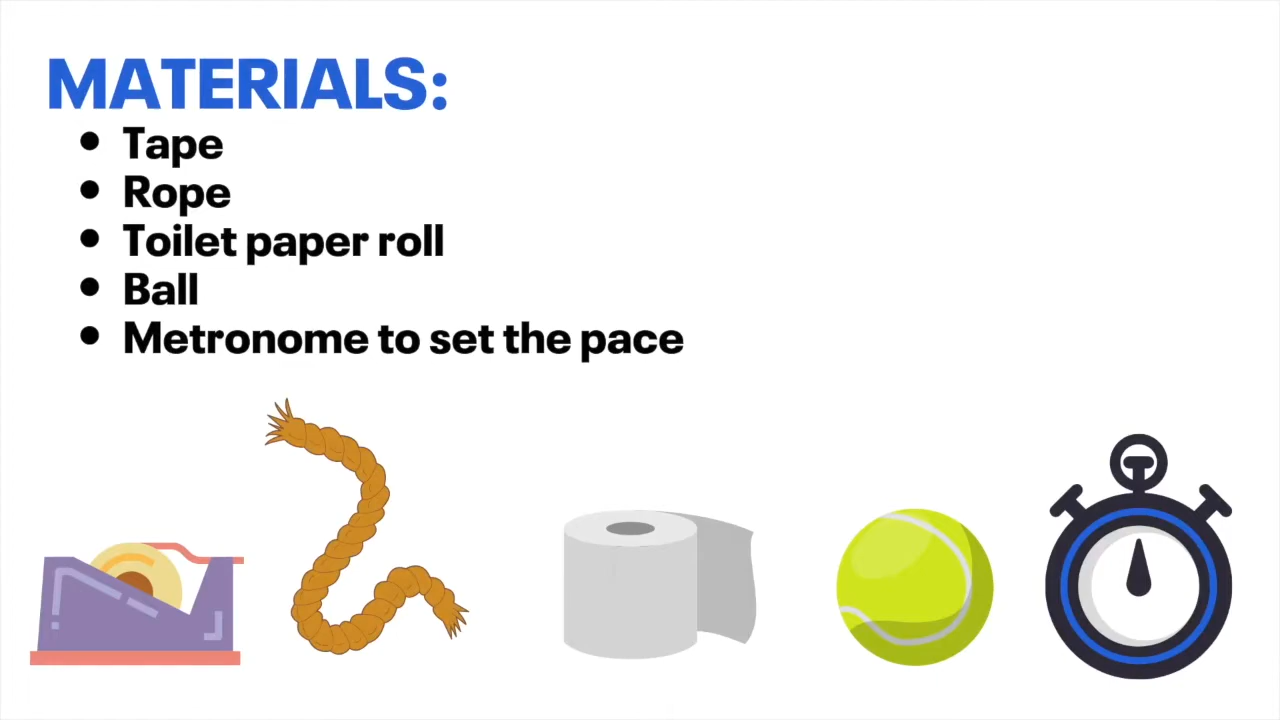 MATERIALS:
• Tape
• Rope
• Toilet paper roll
• Ball
• Metronome to set the pace